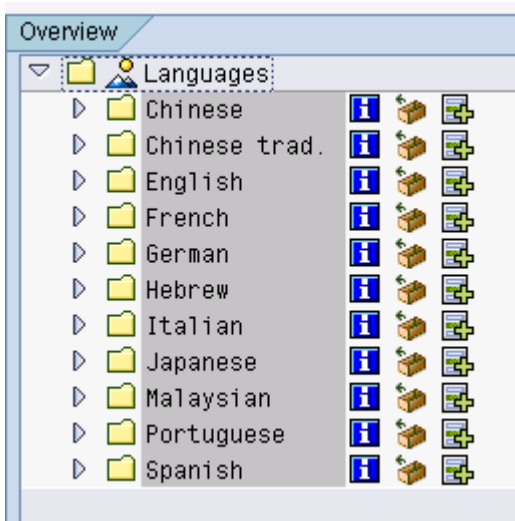 Overview
Languages
Chinese
Chinese trad.
English
French
German
Hebrew
Italian
Japanese
Malaysian
Portuguese
Spanish